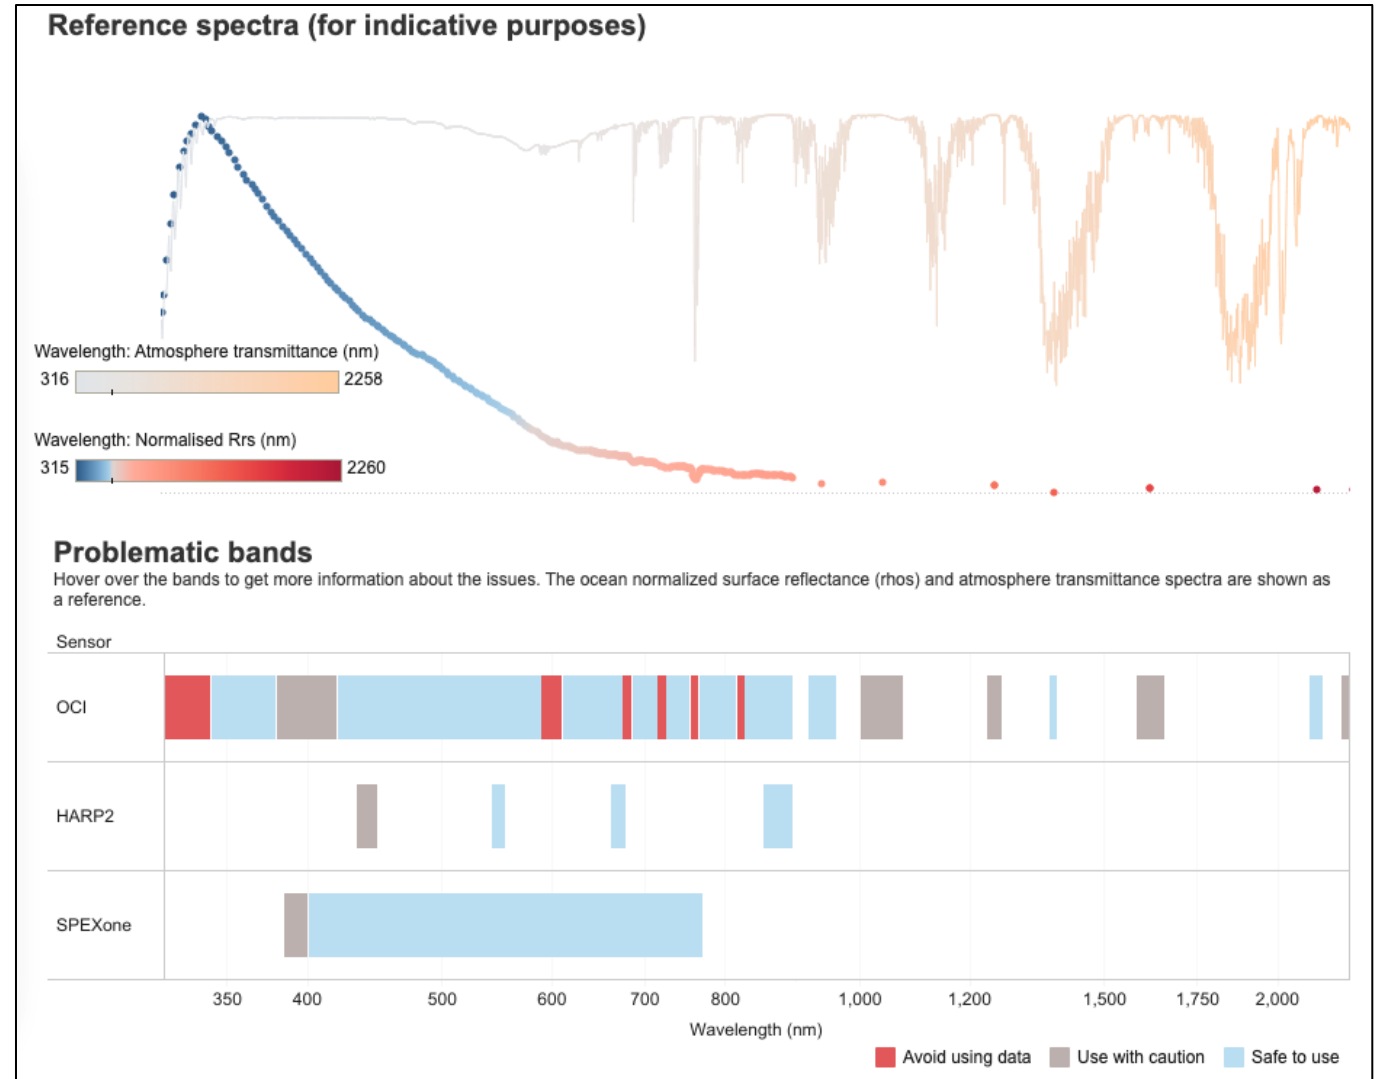 Reference spectra (for indicative purposes)
Wavelength: Atmosphere transmittance (nm)
316 2258
Wavelength: Normalised Rrs (nm)
315 2260
Problematic bands
Hover over the bands to get more information about the issues. The ocean normalized surface reflectance (rhos) and atmosphere transmittance spectra are shown as
a reference.
Sensor
OCI
HARP2
SPEXone
350 400 500 600 700 800 1,000 1,200 1,500 1,750 2,000
Wavelength (nm)
Avoid using data Use with caution Safe to use